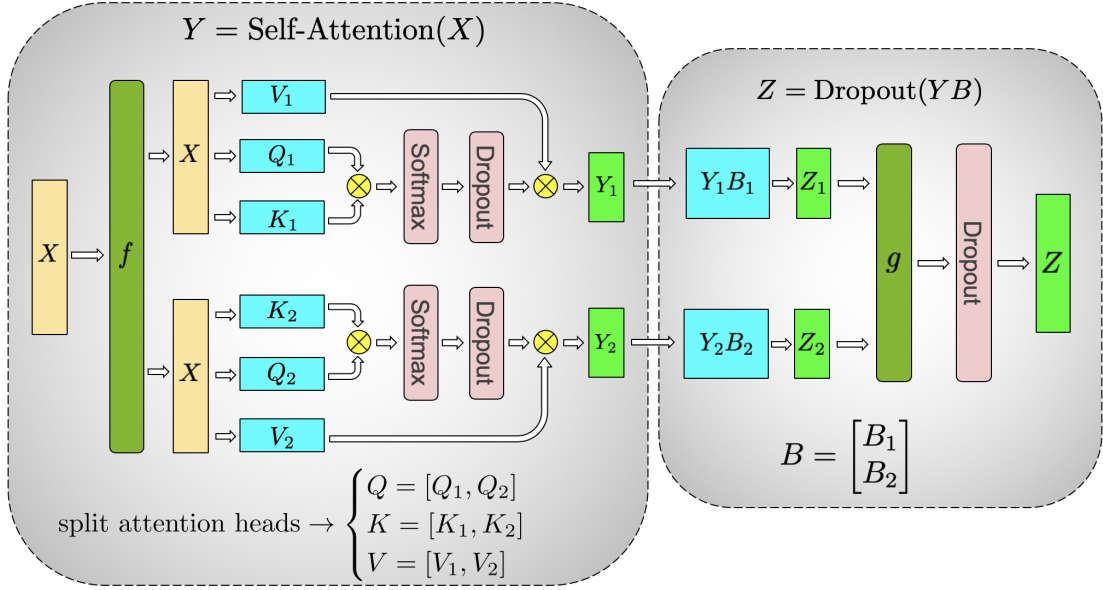 Y = Self-Attention(X)
X
f
X
V₁
Q₁
K₁
Softmax
Dropout
Y₁
X
K₂
Q₂
V₂
Softmax
Dropout
Y₂
split attention heads → { Q = [Q₁, Q₂]
K = [K₁, K₂]
V = [V₁, V₂]
Z = Dropout(YB)
Y₁B₁
Z₁
Y₂B₂
Z₂
g
Dropout
Z
B = [B₁
B₂]